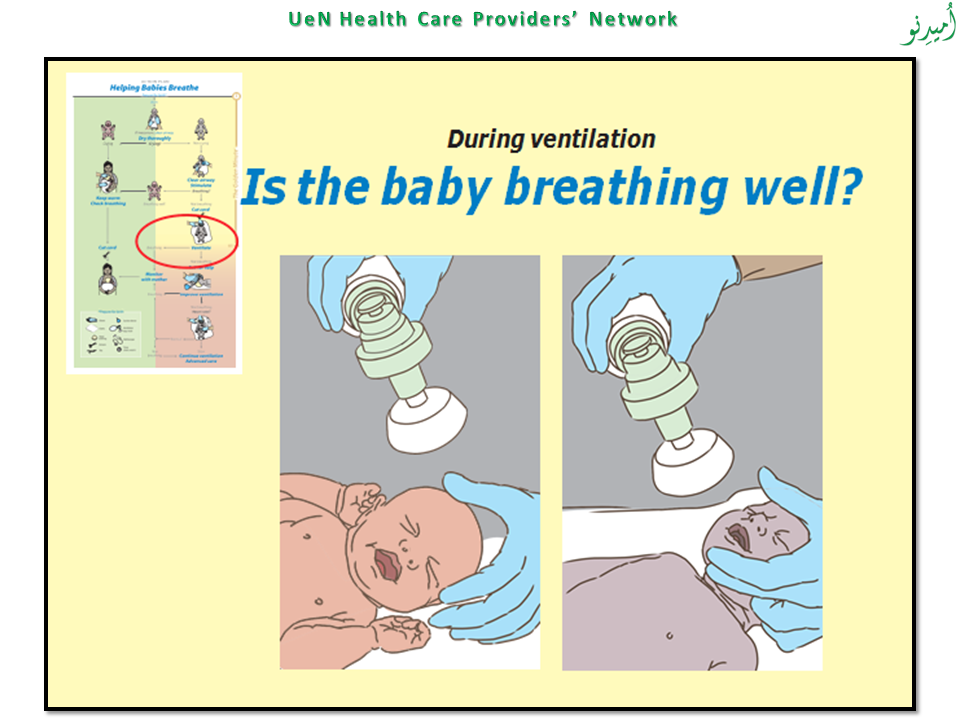 UeN Health Care Providers’ Network
اُمیدِنو
Helping Babies Breathe
During ventilation
Is the baby breathing well?
Dry thoroughly
Clear airway
Stimulate
Keep warm
Check breathing
Cut cord
Cut cord
Ventilate
Monitor
with mother
Improve ventilation
Continue ventilation
Advanced care